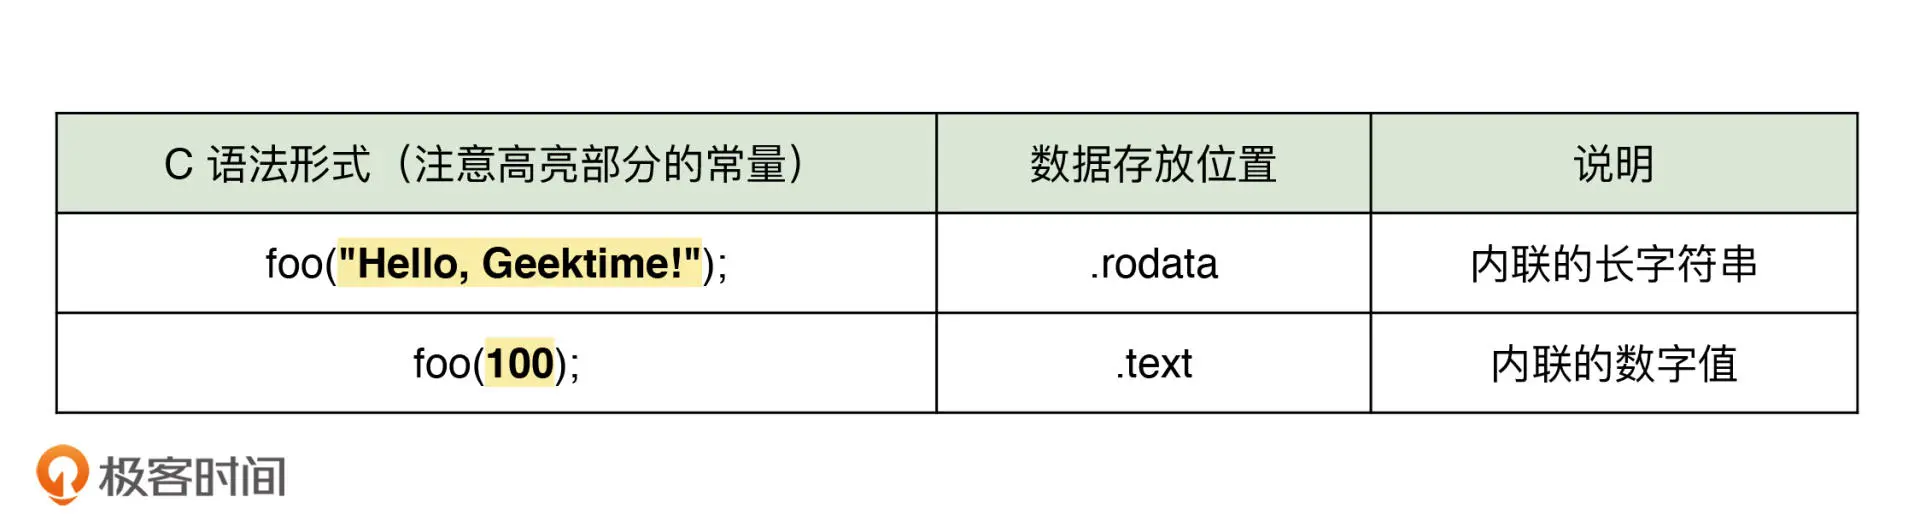 C 语法形式（注意高亮部分的常量） 数据存放位置 说明
foo("Hello, Geektime!"); .rodata 内联的长字符串
foo(100); .text 内联的数字值
极客时间